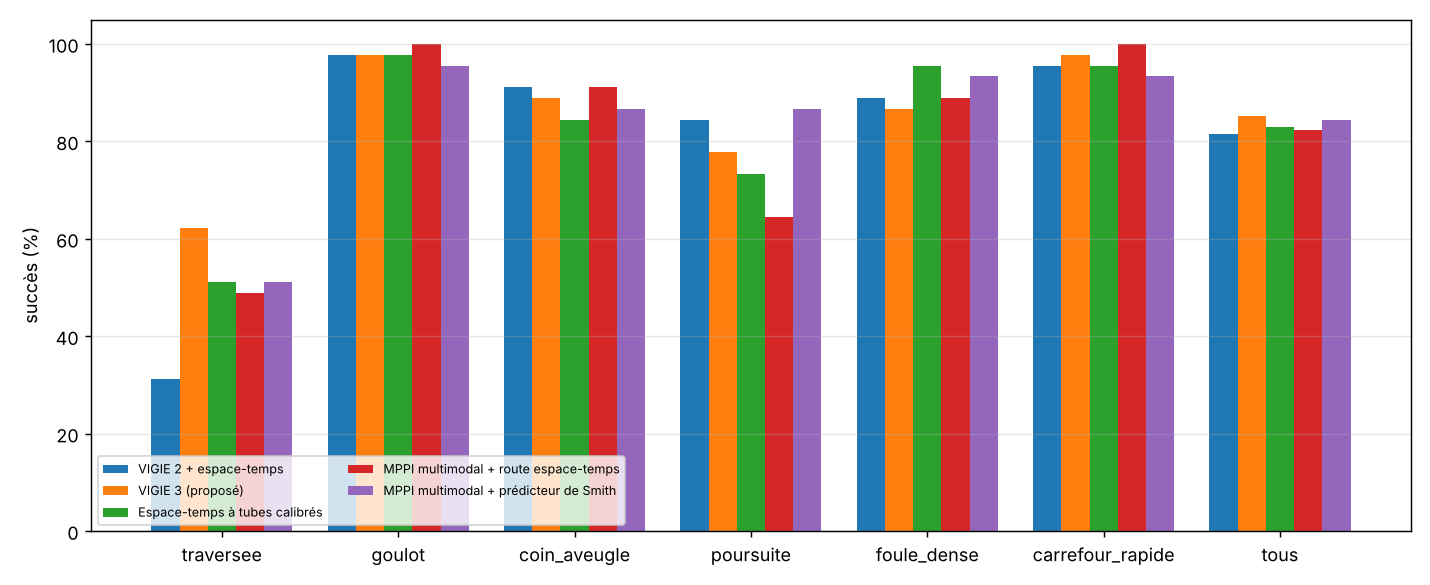 succès (%)
100
80
60
40
20
0
VIGIE 2 + espace-temps
VIGIE 3 (proposé)
Espace-temps à tubes calibrés
MPPI multimodal + route espace-temps
MPPI multimodal + prédicteur de Smith
traversee
goulot
coin_aveugle
poursuite
foule_dense
carrefour_rapide
tous